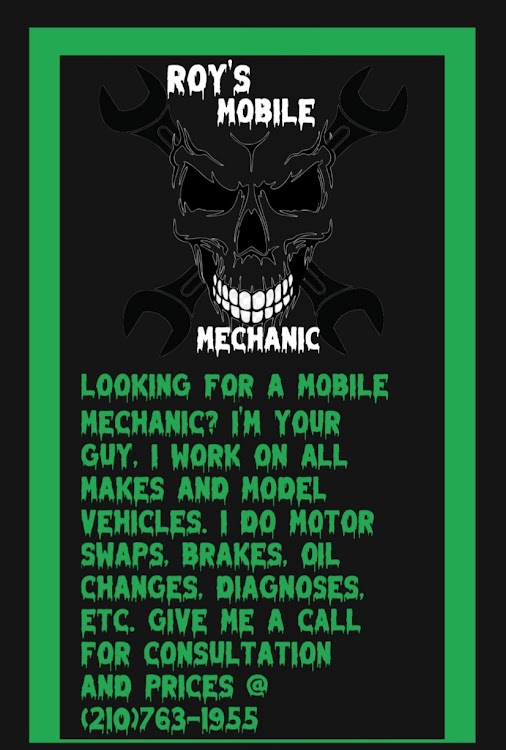 ROY'S
MOBILE
MECHANIC
LOOKING FOR A MOBILE
MECHANIC? I'M YOUR
GUY, I WORK ON ALL
MAKES AND MODEL
VEHICLES. I DO MOTOR
SWAPS, BRAKES, OIL
CHANGES, DIAGNOSES,
ETC. GIVE ME A CALL
FOR CONSULTATION
AND PRICES @
(210)763-1955